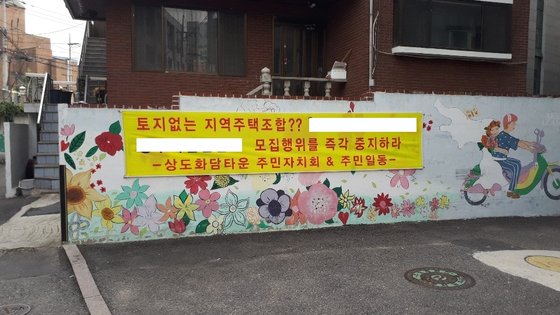 토지없는 지역주택조합??
모집행위를 즉각 중지하라
-상도화담타운 주민자치회 & 주민일동-